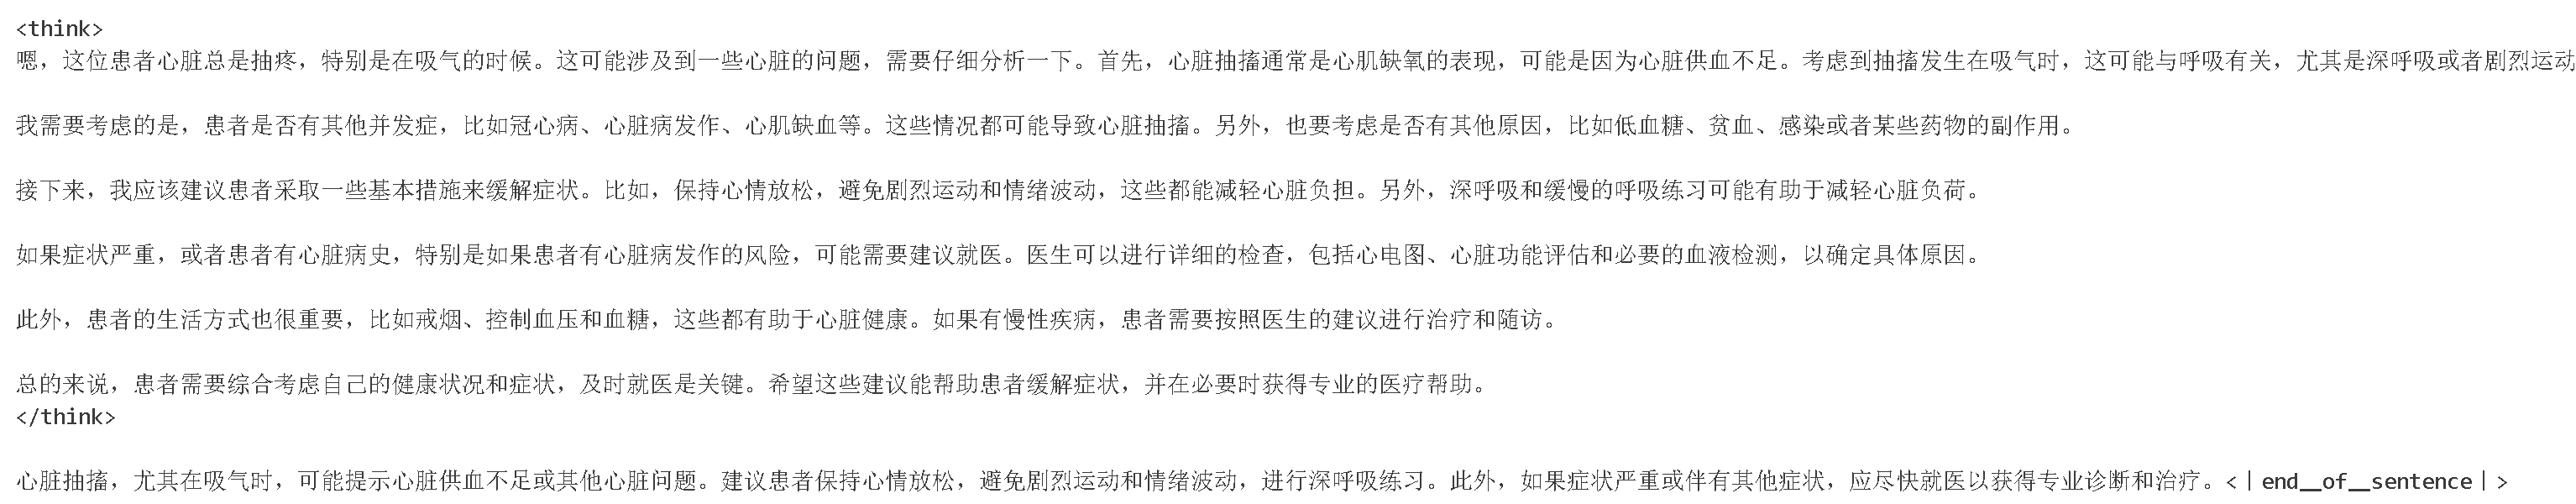 <think>
嗯，这位患者心脏总是抽疼，特别是在吸气的时候。这可能涉及到一些心脏的问题，需要仔细分析一下。首先，心脏抽搐通常是心肌缺氧的表现，可能是因为心脏供血不足。考虑到抽搐发生在吸气时，这可能与呼吸有关，尤其是深呼吸或者剧烈运动
我需要考虑的是，患者是否有其他并发症，比如冠心病、心脏病发作、心肌缺血等。这些情况都可能导致心脏抽搐。另外，也要考虑是否有其他原因，比如低血糖、贫血、感染或者某些药物的副作用。
接下来，我应该建议患者采取一些基本措施来缓解症状。比如，保持心情放松，避免剧烈运动和情绪波动，这些都能减轻心脏负担。另外，深呼吸和缓慢的呼吸练习可能有助于减轻心脏负荷。
如果症状严重，或者患者有心脏病史，特别是如果患者有心脏病发作的风险，可能需要建议就医。医生可以进行详细的检查，包括心电图、心脏功能评估和必要的血液检测，以确定具体原因。
此外，患者的生活方式也很重要，比如戒烟、控制血压和血糖，这些都有助于心脏健康。如果有慢性疾病，患者需要按照医生的建议进行治疗和随访。
总的来说，患者需要综合考虑自己的健康状况和症状，及时就医是关键。希望这些建议能帮助患者缓解症状，并在必要时获得专业的医疗帮助。
</think>
心脏抽搐，尤其在吸气时，可能提示心脏供血不足或其他心脏问题。建议患者保持心情放松，避免剧烈运动和情绪波动，进行深呼吸练习。此外，如果症状严重或伴有其他症状，应尽快就医以获得专业诊断和治疗。<｜end▁of▁sentence｜>